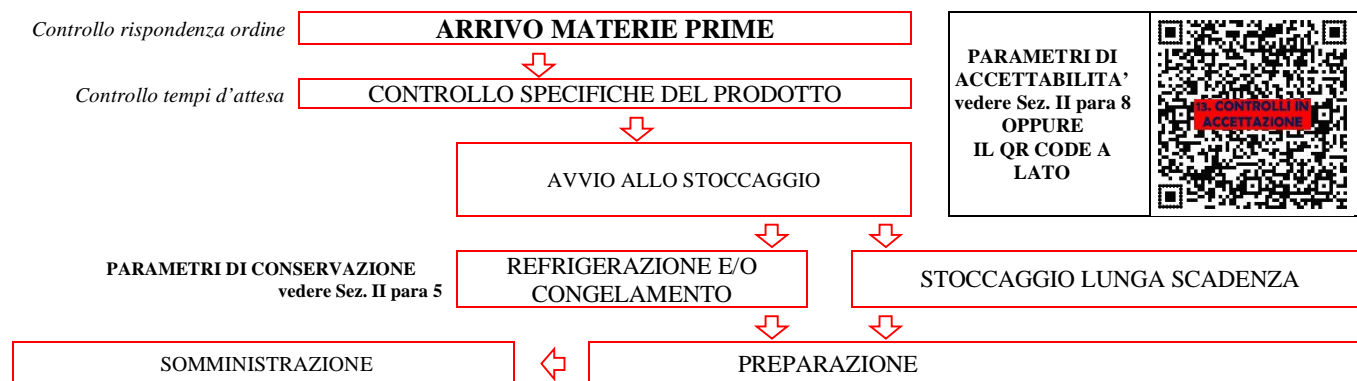 Controllo rispondenza ordine
ARRIVO MATERIE PRIME
Controllo tempi d'attesa
CONTROLLO SPECIFICHE DEL PRODOTTO
PARAMETRI DI
ACCETTABILITA'
vedere Sez. II para 8
OPPURE
IL QR CODE A
LATO
13. CONTROLLI IN
ACCETTAZIONE
AVVIO ALLO STOCCAGGIO
PARAMETRI DI CONSERVAZIONE
vedere Sez. II para 5
REFRIGERAZIONE E/O
CONGELAMENTO
STOCCAGGIO LUNGA SCADENZA
SOMMINISTRAZIONE
PREPARAZIONE